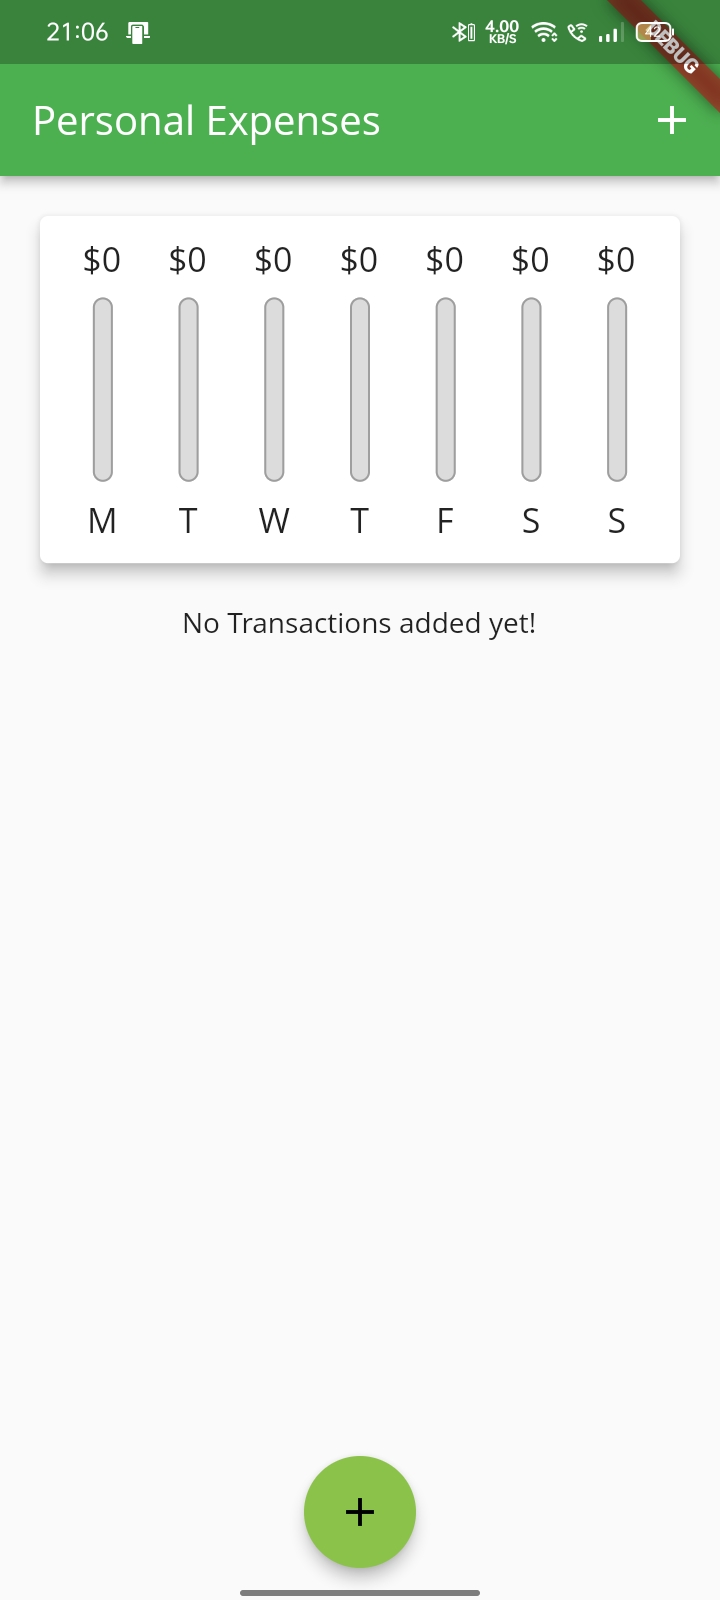 21:06 4.00 KB/S 42 DEBUG
Personal Expenses
$0 $0 $0 $0 $0 $0 $0
M T W T F S S
No Transactions added yet!